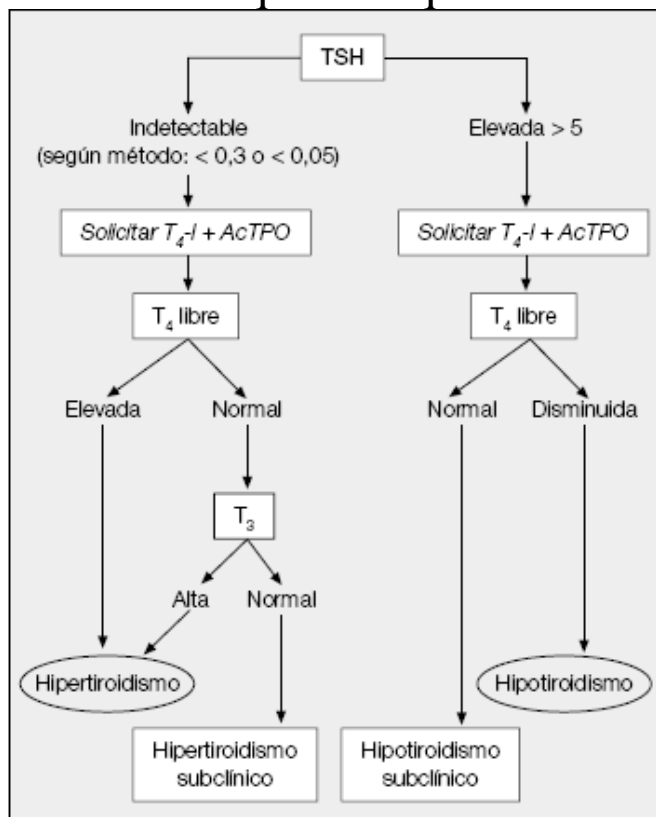 TSH
Indetectable
(según método: < 0,3 o < 0,05)
Elevada > 5
Solicitar T4-l + AcTPO
Solicitar T4-l + AcTPO
T4 libre
T4 libre
Elevada
Normal
Normal
Disminuida
T3
Alta
Normal
Hipertiroidismo
Hipotiroidismo
Hipertiroidismo
subclínico
Hipotiroidismo
subclínico